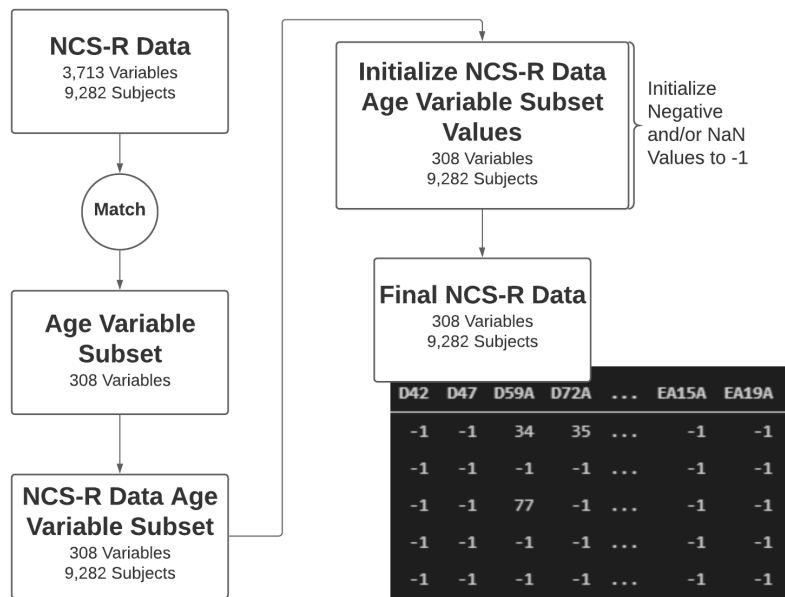 NCS-R Data
3,713 Variables
9,282 Subjects
Match
Age Variable
Subset
308 Variables
NCS-R Data Age
Variable Subset
308 Variables
9,282 Subjects
Initialize NCS-R Data
Age Variable Subset
Values
308 Variables
9,282 Subjects
Initialize
Negative
and/or NaN
Values to -1
Final NCS-R Data
308 Variables
9,282 Subjects
D42 D47 D59A D72A ... EA15A EA19A
-1 -1 34 35 ... -1 -1
-1 -1 -1 -1 ... -1 -1
-1 -1 77 -1 ... -1 -1
-1 -1 -1 -1 ... -1 -1
-1 -1 -1 -1 ... -1 -1